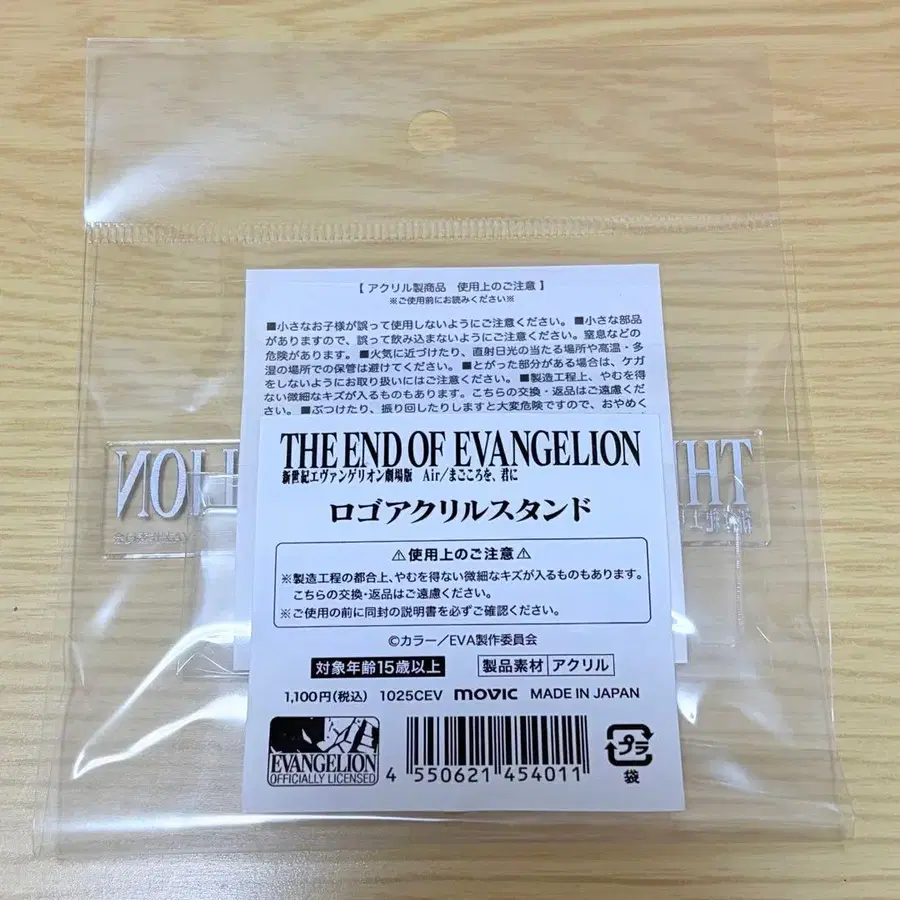 【 アクリル製商品　使用上のご注意 】
※ご使用前にお読みください※
■小さなお子様が誤って使用しないようにご注意ください。 ■小さな部品
がありますので、誤って飲み込まないようにご注意ください。窒息などの
危険があります。 ■火気に近づけたり、直射日光の当たる場所や高温・多
湿の場所での保管は避けてください。 ■とがった部分がある場合は、ケガ
をしないようにお取り扱いにはご注意ください。 ■製造工程上、やむを得
ない微細なキズが入るものもあります。こちらの交換・返品はご遠慮くだ
さい。 ■ぶつけたり、振り回したりしますと大変危険ですので、おやめく
THE END OF EVANGELION
新世紀エヴァンゲリオン劇場版　Air/まごころを、君に
ロゴアクリルスタンド
⚠使用上のご注意⚠
※製造工程の都合上、やむを得ない微細なキズが入るものもあります。
こちらの交換・返品はご遠慮ください。
※ご使用の前に同封の説明書を必ずご確認ください。
©カラー／EVA製作委員会
対象年齢15歳以上 製品素材 アクリル
1,100円(税込) 1025CEV movic MADE IN JAPAN
EVANGELION
OFFICIALLY LICENSED
4 550621 454011
プラ
袋